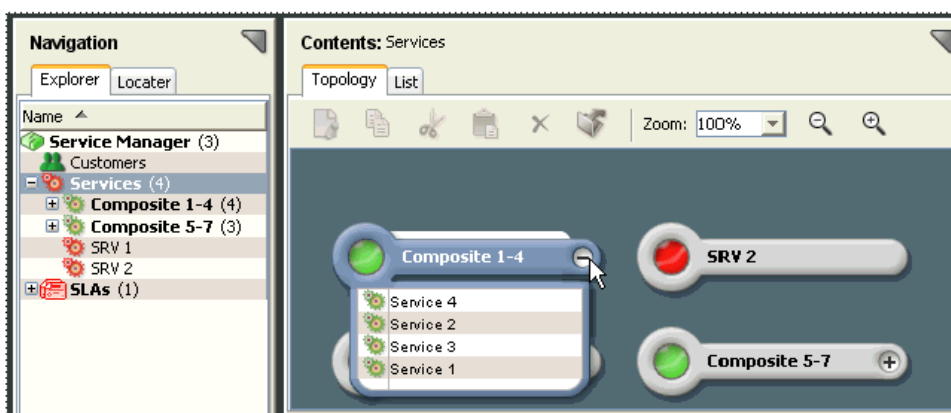 Navigation
Explorer Locater
Name
Service Manager (3)
Customers
Services (4)
Composite 1-4 (4)
Composite 5-7 (3)
SRV 1
SRV 2
SLAs (1)
Contents: Services
Topology List
Zoom: 100%
Composite 1-4
Service 4
Service 2
Service 3
Service 1
SRV 2
Composite 5-7